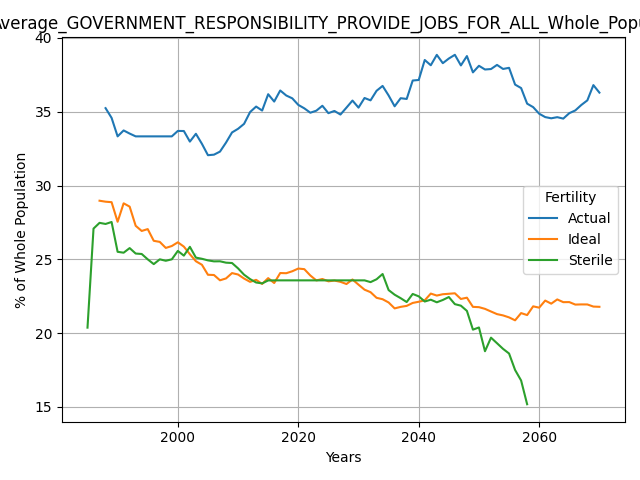 Average_GOVERNMENT_RESPONSIBILITY_PROVIDE_JOBS_FOR_ALL_Whole_Popu
40
35
30
25
20
15
% of Whole Population
Fertility
Actual
Ideal
Sterile
2000 2020 2040 2060
Years